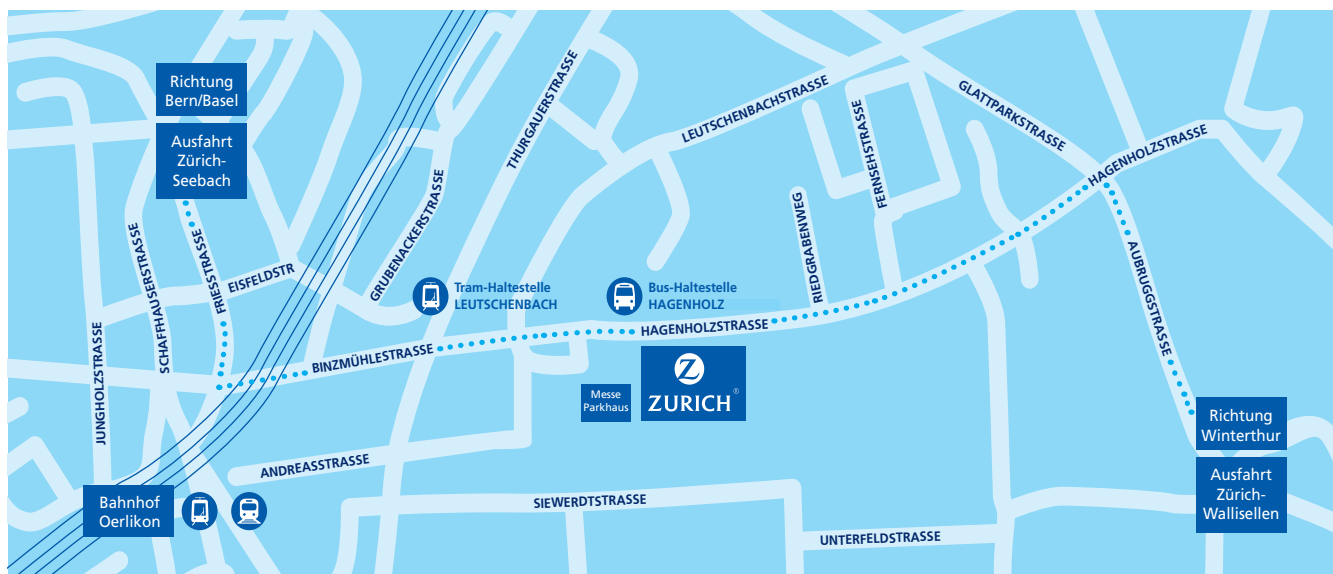 Richtung
Bern/Basel
Ausfahrt
Zürich-
Seebach
THURGAUERSTRASSE
LEUTSCHENBACHSTRASSE
FERNSEHSTRASSE
GLATTPARKSTRASSE
HAGENHOLZSTRASSE
GRUBENACKERSTRASSE
RIEDGRABENWEG
SCHAFFHAUSERSTRASSE
FRIESTRASSE
EISFELDSTR
Tram-Haltestelle
LEUTSCHENBACH
Bus-Haltestelle
HAGENHOLZ
AUBRUGGSTRASSE
HAGENHOLZSTRASSE
BINZMÜHLESTRASSE
JUNGHOLZSTRASSE
Messe
Parkhaus
Z
ZURICH®
Richtung
Winterthur
Ausfahrt
Zürich-
Wallisellen
ANDREASSTRASSE
Bahnhof
Oerlikon
SIEWERDTSTRASSE
UNTERFELDSTRASSE